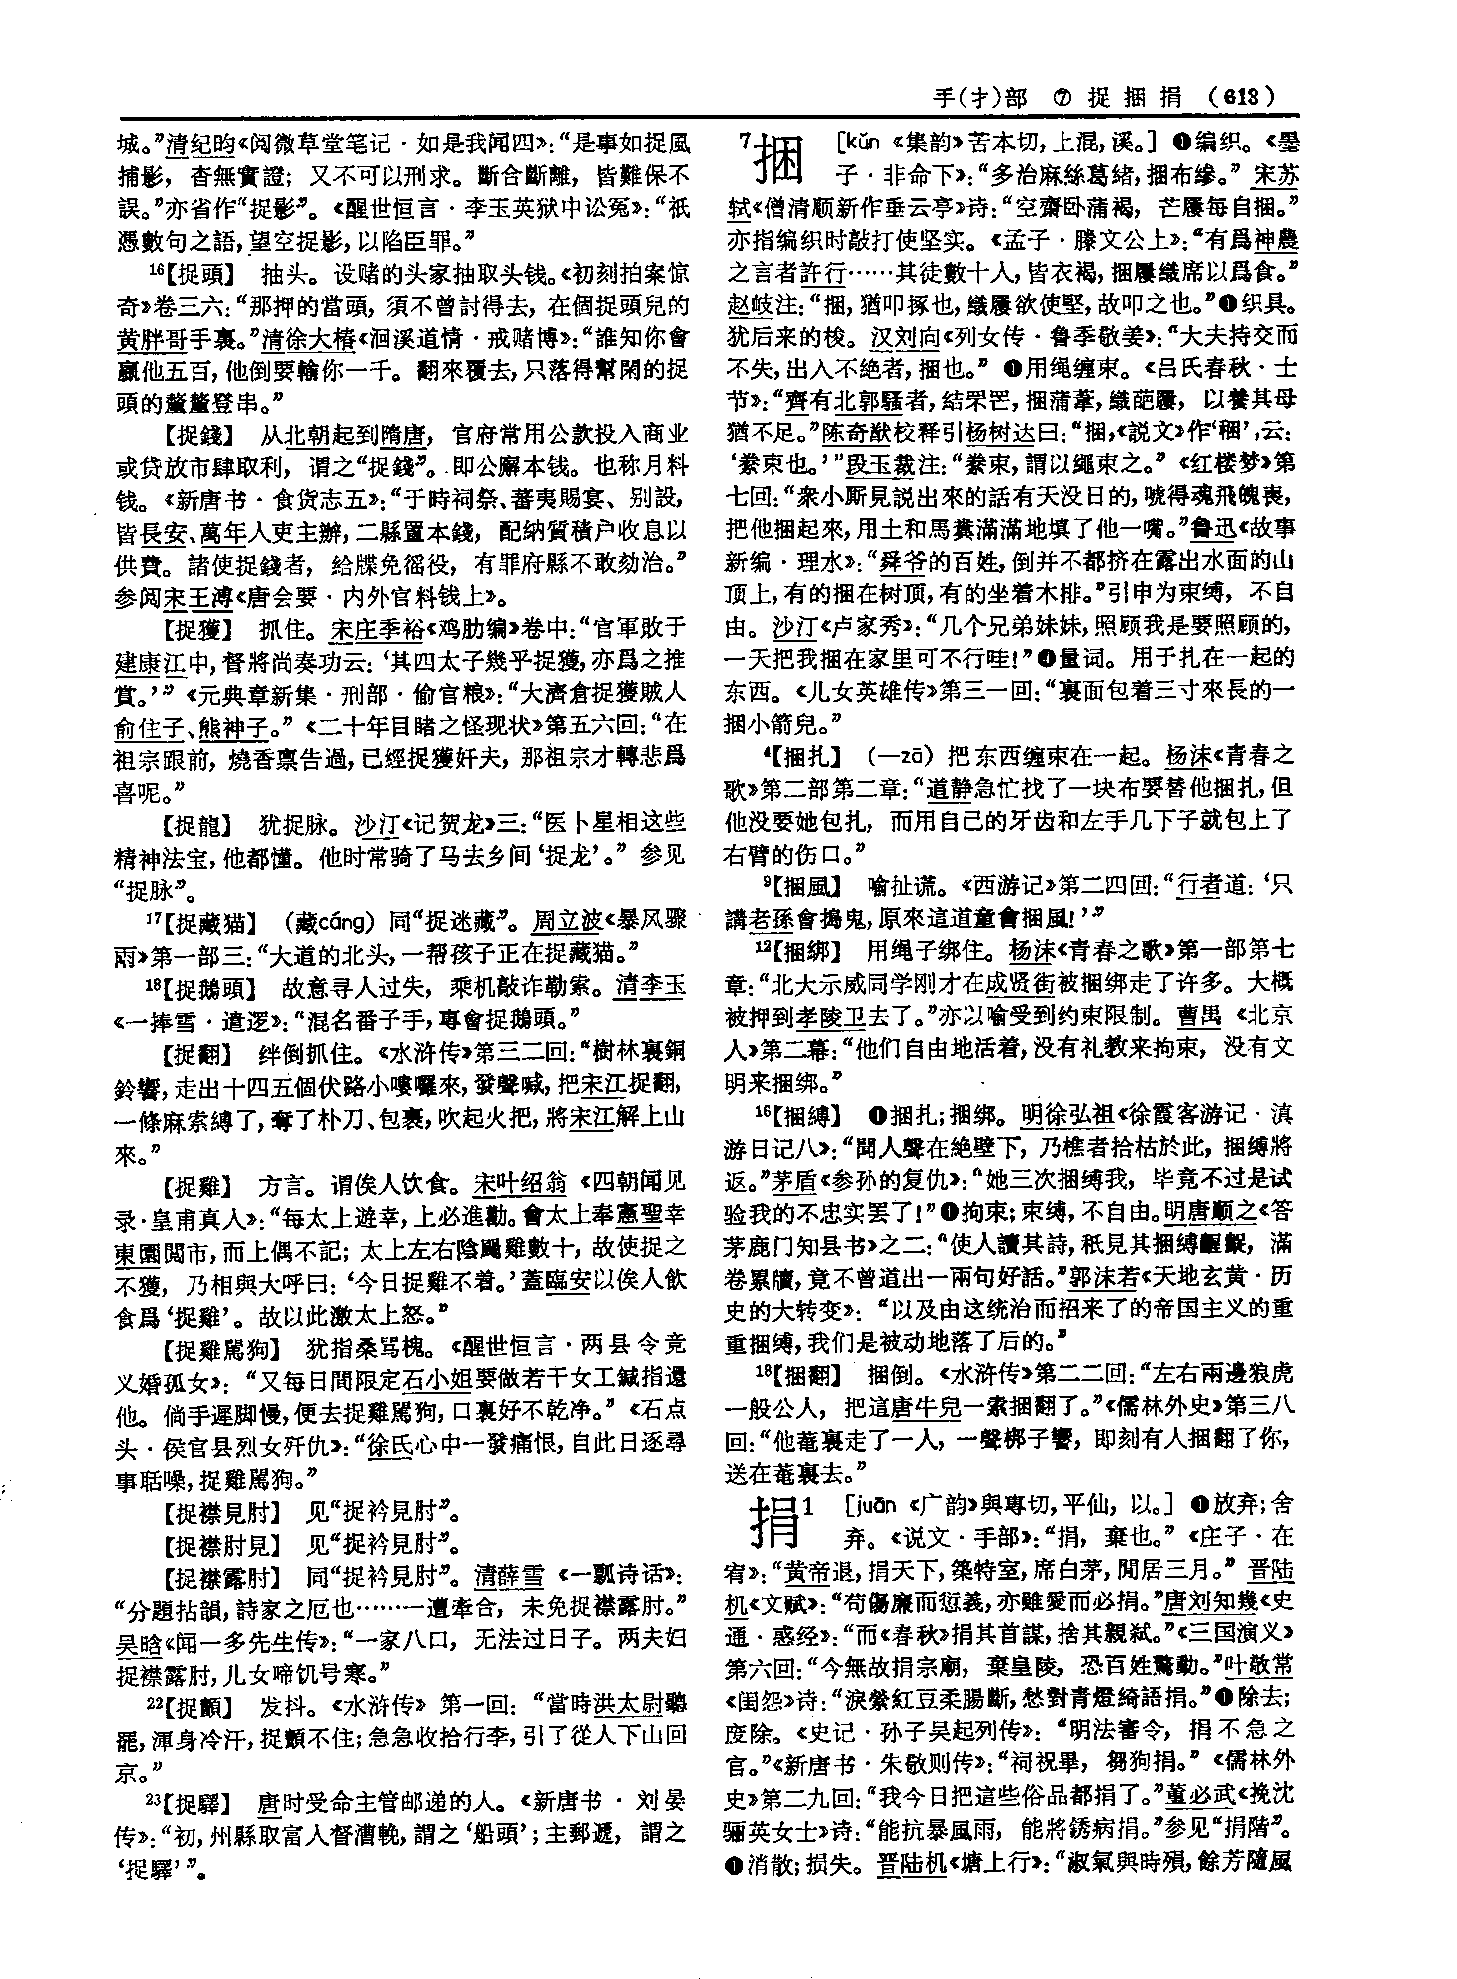 手(扌)部 ⑦ 捉捆捐 (613)
城。”清纪昀《阅微草堂笔记·如是我闻四》：“是事如捉風
捕影，杳無實證；又不可以刑求。斷合斷離，皆難保不
誤。”亦省作“捉影”。《醒世恒言·李玉英狱中讼冤》：“祇
憑數句之語，望空捉影，以陷臣罪。”
16【捉頭】 抽头。设赌的头家抽取头钱。《初刻拍案惊
奇》卷三六：“那押的當頭，須不曾討得去，在個捉頭兒的
黄胖哥手裏。”清徐大椿《洄溪道情·戒赌博》：“誰知你會
贏他五百，他倒要輸你一千。翻來覆去，只落得幫閑的捉
頭的鏖鏖登串。”
【捉錢】 从北朝起到隋唐，官府常用公款投入商业
或贷放市肆取利，谓之“捉錢”。即公廨本钱。也称月料
钱。《新唐书·食货志五》：“于時祠祭、蕃夷賜宴、别設，
皆長安、萬年人吏主辦，二縣置本錢，配納質積户收息以
供費。諸使捉錢者，給牒免徭役，有罪府縣不敢劾治。”
参阅宋王溥《唐会要·内外官料钱上》。
【捉獲】 抓住。宋庄季裕《鸡肋编》卷中：“官軍敗于
建康江中，督將尚奏功云：‘其四太子幾乎捉獲，亦爲之推
賞。’”《元典章新集·刑部·偷官粮》：“大濟倉捉獲賊人
俞住子、熊神子。”《二十年目睹之怪现状》第五六回：“在
祖宗跟前，燒香禀告過，已經捉獲奸夫，那祖宗才轉悲爲
喜呢。”
【捉龍】 犹捉脉。沙汀《记贺龙》三：“医卜星相这些
精神法宝，他都懂。他时常骑了马去乡间‘捉龙’。”参见
“捉脉”。
17【捉藏猫】 （藏cáng）同“捉迷藏”。周立波《暴风骤
雨》第一部三：“大道的北头，一帮孩子正在捉藏猫。”
18【捉鵝頭】 故意寻人过失，乘机敲诈勒索。清李玉
《一捧雪·遣逻》：“混名番子手，專會捉鵝頭。”
【捉翻】 绊倒抓住。《水浒传》第三二回：“樹林裏銅
鈴響，走出十四五個伏路小嘍囉來，發聲喊，把宋江捉翻，
一條麻索縛了，奪了朴刀、包裹，吹起火把，將宋江解上山
來。”
【捉雞】 方言。谓俟人饮食。宋叶绍翁《四朝闻见
录·皇甫真人》：“每太上遊幸，上必進勸。會太上奉憲聖幸
東園閲市，而上偶不記；太上左右陰颺雞數十，故使捉之
不獲，乃相與大呼曰：‘今日捉雞不着。’蓋臨安以俟人飲
食爲‘捉雞’。故以此激太上怒。”
【捉雞駡狗】 犹指桑骂槐。《醒世恒言·两县令竞
义婚孤女》：“又每日間限定石小姐要做若干女工鍼指還
他。倘手遲脚慢，便去捉雞駡狗，口裏好不乾净。”《石点
头·侯官县烈女歼仇》：“徐氏心中一發痛恨，自此日逐尋
事聒噪，捉雞駡狗。”
【捉襟見肘】 见“捉衿見肘”。
【捉襟肘見】 见“捉衿見肘”。
【捉襟露肘】 同“捉衿見肘”。清薛雪《一瓢诗话》：
“分題拈韻，詩家之厄也……一遭牽合，未免捉襟露肘。”
吴晗《闻一多先生传》：“一家八口，无法过日子。两夫妇
捉襟露肘，儿女啼饥号寒。”
22【捉顫】 发抖。《水浒传》第一回：“當時洪太尉聽
罷，渾身冷汗，捉顫不住；急急收拾行李，引了從人下山回
京。”
23【捉驛】 唐时受命主管邮递的人。《新唐书·刘晏
传》：“初，州縣取富人督漕輓，謂之‘船頭’；主郵遞，謂之
‘捉驛’”。
7捆 [kǔn《集韵》苦本切，上混，溪。] ❶编织。《墨
子·非命下》：“多治麻絲葛緒，捆布縿。”宋苏
轼《僧清顺新作垂云亭》诗：“空齋卧蒲褐，芒屨每自捆。”
亦指编织时敲打使坚实。《孟子·滕文公上》：“有爲神農
之言者許行……其徒數十人，皆衣褐，捆屨織席以爲食。”
赵岐注：“捆，猶叩捶也，織屨欲使堅，故叩之也。”❷织具。
犹后来的梭。汉刘向《列女传·鲁季敬姜》：“大夫持交而
不失，出入不绝者，捆也。”❸用绳缠束。《吕氏春秋·士
节》：“齊有北郭騷者，結罘罔，捆蒲葦，織萉屨，以養其母
猶不足。”陈奇猷校释引杨树达曰：“捆，《説文》作‘稇’，云：
‘絭束也。’”段玉裁注：“絭束，謂以繩束之。”《红楼梦》第
七回：“衆小厮見説出來的話有天没日的，唬得魂飛魄喪，
把他捆起來，用土和馬糞滿滿地填了他一嘴。”鲁迅《故事
新编·理水》：“舜爷的百姓，倒并不都挤在露出水面的山
顶上，有的捆在树顶，有的坐着木排。”引申为束缚，不自
由。沙汀《卢家秀》：“几个兄弟妹妹，照顾我是要照顾的，
一天把我捆在家里可不行哇！”❹量词。用于扎在一起的
东西。《儿女英雄传》第三一回：“裏面包着三寸來長的一
捆小箭兒。”
4【捆扎】 （—zā）把东西缠束在一起。杨沫《青春之
歌》第二部第二章：“道静急忙找了一块布要替他捆扎，但
他没要她包扎，而用自己的牙齿和左手几下子就包上了
右臂的伤口。”
9【捆風】 喻扯谎。《西游记》第二四回：“行者道：‘只
講老孫會搗鬼，原來這道童會捆風！’”
12【捆綁】 用绳子绑住。杨沫《青春之歌》第一部第七
章：“北大示威同学刚才在成贤街被捆绑走了许多。大概
被押到孝陵卫去了。”亦以喻受到约束限制。曹禺《北京
人》第二幕：“他们自由地活着，没有礼教来拘束，没有文
明来捆绑。”
16【捆縛】 ❶捆扎；捆绑。明徐弘祖《徐霞客游记·滇
游日记八》：“聞人聲在絶壁下，乃樵者拾枯於此，捆縛將
返。”茅盾《参孙的复仇》：“她三次捆缚我，毕竟不过是试
验我的不忠实罢了！”❷拘束；束缚，不自由。明唐顺之《答
茅鹿门知县书》之二：“使人讀其詩，秖見其捆縛齷齪，滿
卷累牘，竟不曾道出一兩句好話。”郭沫若《天地玄黄·历
史的大转变》：“以及由这统治而招来了的帝国主义的重
重捆缚，我们是被动地落了后的。”
18【捆翻】 捆倒。《水浒传》第二二回：“左右兩邊狼虎
一般公人，把這唐牛兒一索捆翻了。”《儒林外史》第三八
回：“他菴裏走了一人，一聲梆子響，即刻有人捆翻了你，
送在菴裏去。”
捐1 [juān《广韵》與專切，平仙，以。] ❶放弃；舍
弃。《说文·手部》：“捐，棄也。”《庄子·在
宥》：“黄帝退，捐天下，築特室，席白茅，閒居三月。”晋陆
机《文赋》：“苟傷廉而愆義，亦雖愛而必捐。”唐刘知幾《史
通·惑经》：“而《春秋》捐其首謀，捨其親弑。”《三国演义》
第六回：“今無故捐宗廟，棄皇陵，恐百姓驚動。”叶敬常
《闺怨》诗：“淚縈紅豆柔腸斷，愁對青燈綺語捐。”❷除去；
废除。《史记·孙子吴起列传》：“明法審令，捐不急之
官。”《新唐书·朱敬则传》：“祠祝畢，芻狗捐。”《儒林外
史》第二九回：“我今日把這些俗品都捐了。”董必武《挽沈
骊英女士》诗：“能抗暴風雨，能將銹病捐。”参见“捐階”。
❸消散；损失。晋陆机《塘上行》：“淑氣與時殞，餘芳隨風